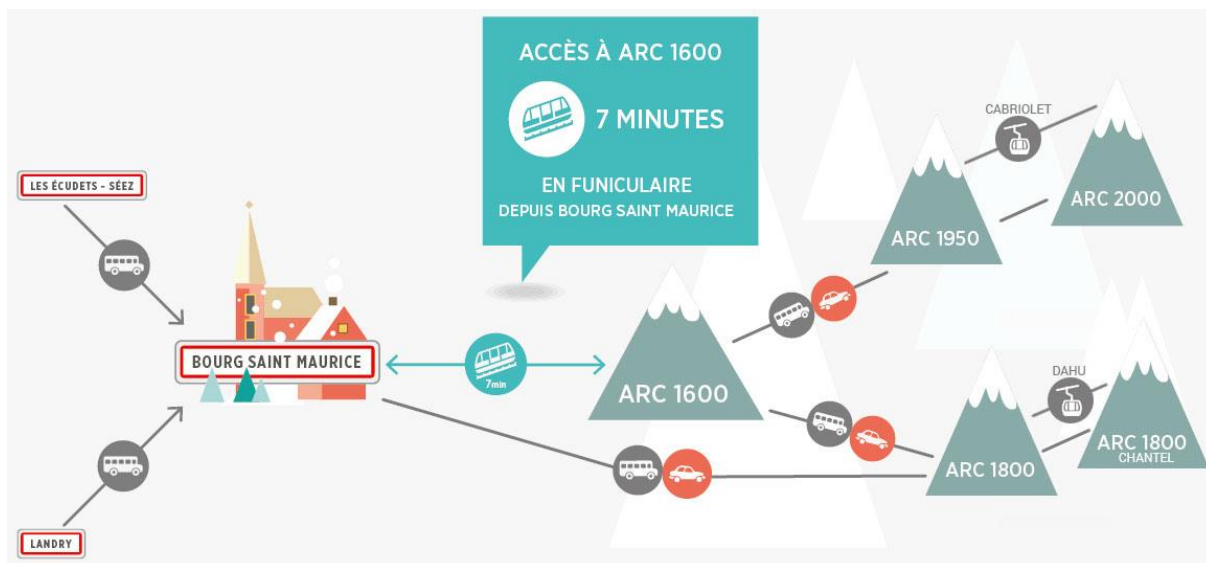 ACCÈS À ARC 1600
7 MINUTES
EN FUNICULAIRE
DEPUIS BOURG SAINT MAURICE
CABRIOLET
LES ÉCUDETS - SÉEZ
ARC 2000
ARC 1950
BOURG SAINT MAURICE
7min
ARC 1600
DAHU
ARC 1800
CHANTEL
ARC 1800
LANDRY